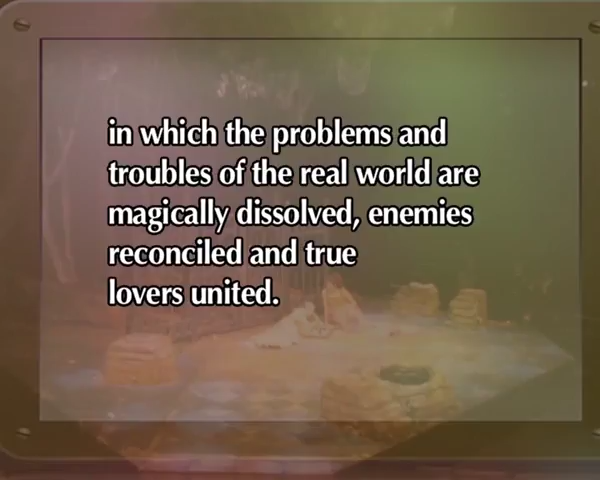 in which the problems and
troubles of the real world are
magically dissolved, enemies
reconciled and true
lovers united.